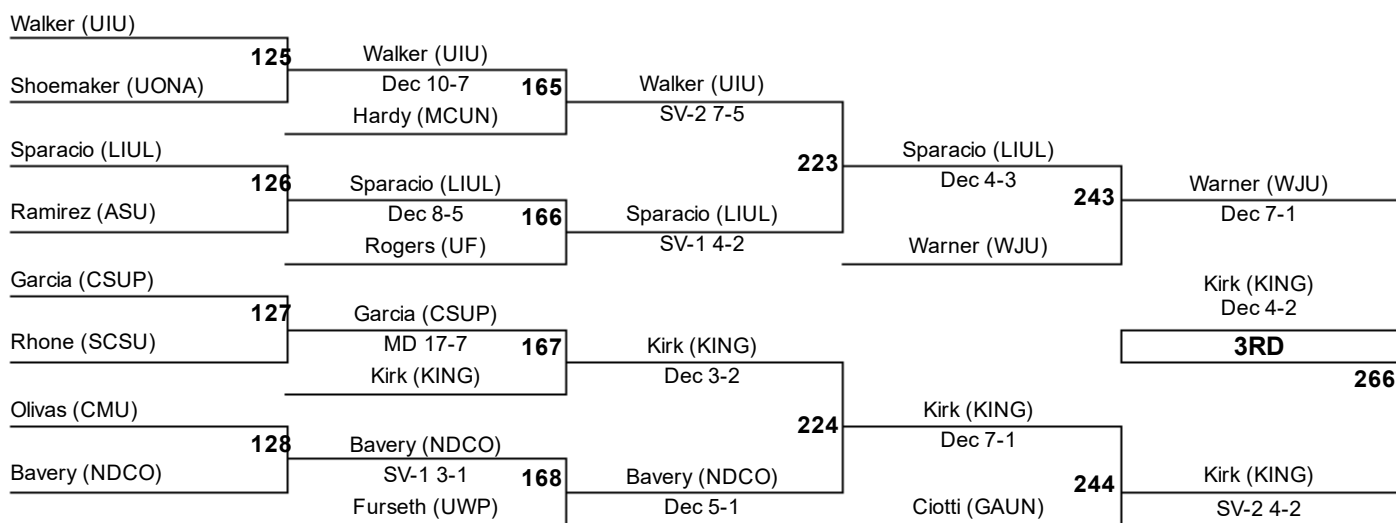 Walker (UIU)
125
Shoemaker (UONA)
Walker (UIU)
Dec 10-7
165
Hardy (MCUN)
Walker (UIU)
SV-2 7-5
Sparacio (LIUL)
126
Ramirez (ASU)
Sparacio (LIUL)
Dec 8-5
166
Rogers (UF)
Sparacio (LIUL)
SV-1 4-2
223
Sparacio (LIUL)
Dec 4-3
243
Warner (WJU)
Warner (WJU)
Dec 7-1
Garcia (CSUP)
127
Rhone (SCSU)
Garcia (CSUP)
MD 17-7
167
Kirk (KING)
Kirk (KING)
Dec 3-2
Olivas (CMU)
128
Bavery (NDCO)
Bavery (NDCO)
SV-1 3-1
168
Furseth (UWP)
Bavery (NDCO)
Dec 5-1
224
Kirk (KING)
Dec 7-1
244
Ciotti (GAUN)
Kirk (KING)
SV-2 4-2
Kirk (KING)
Dec 4-2
3RD
266